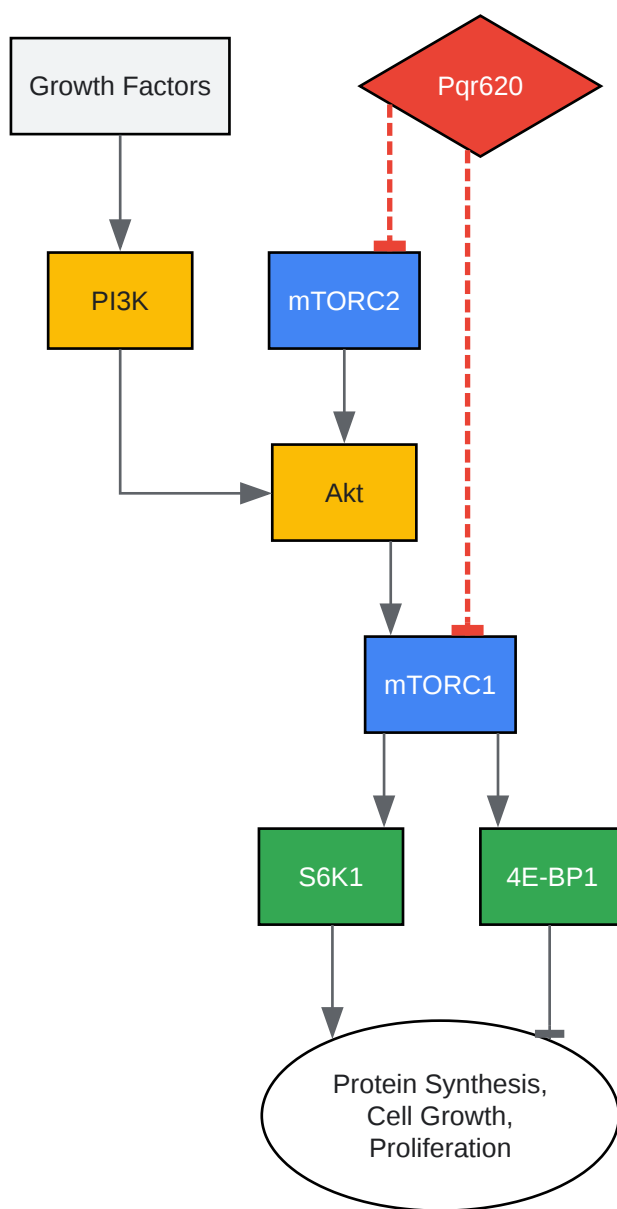 Growth Factors
Pqr620
PI3K
mTORC2
Akt
mTORC1
S6K1
4E-BP1
Protein Synthesis,
Cell Growth,
Proliferation